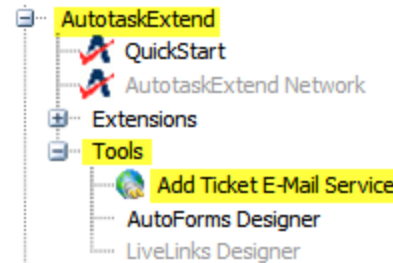 AutotaskExtend
QuickStart
AutotaskExtend Network
Extensions
Tools
Add Ticket E-Mail Service
AutoForms Designer
LiveLinks Designer